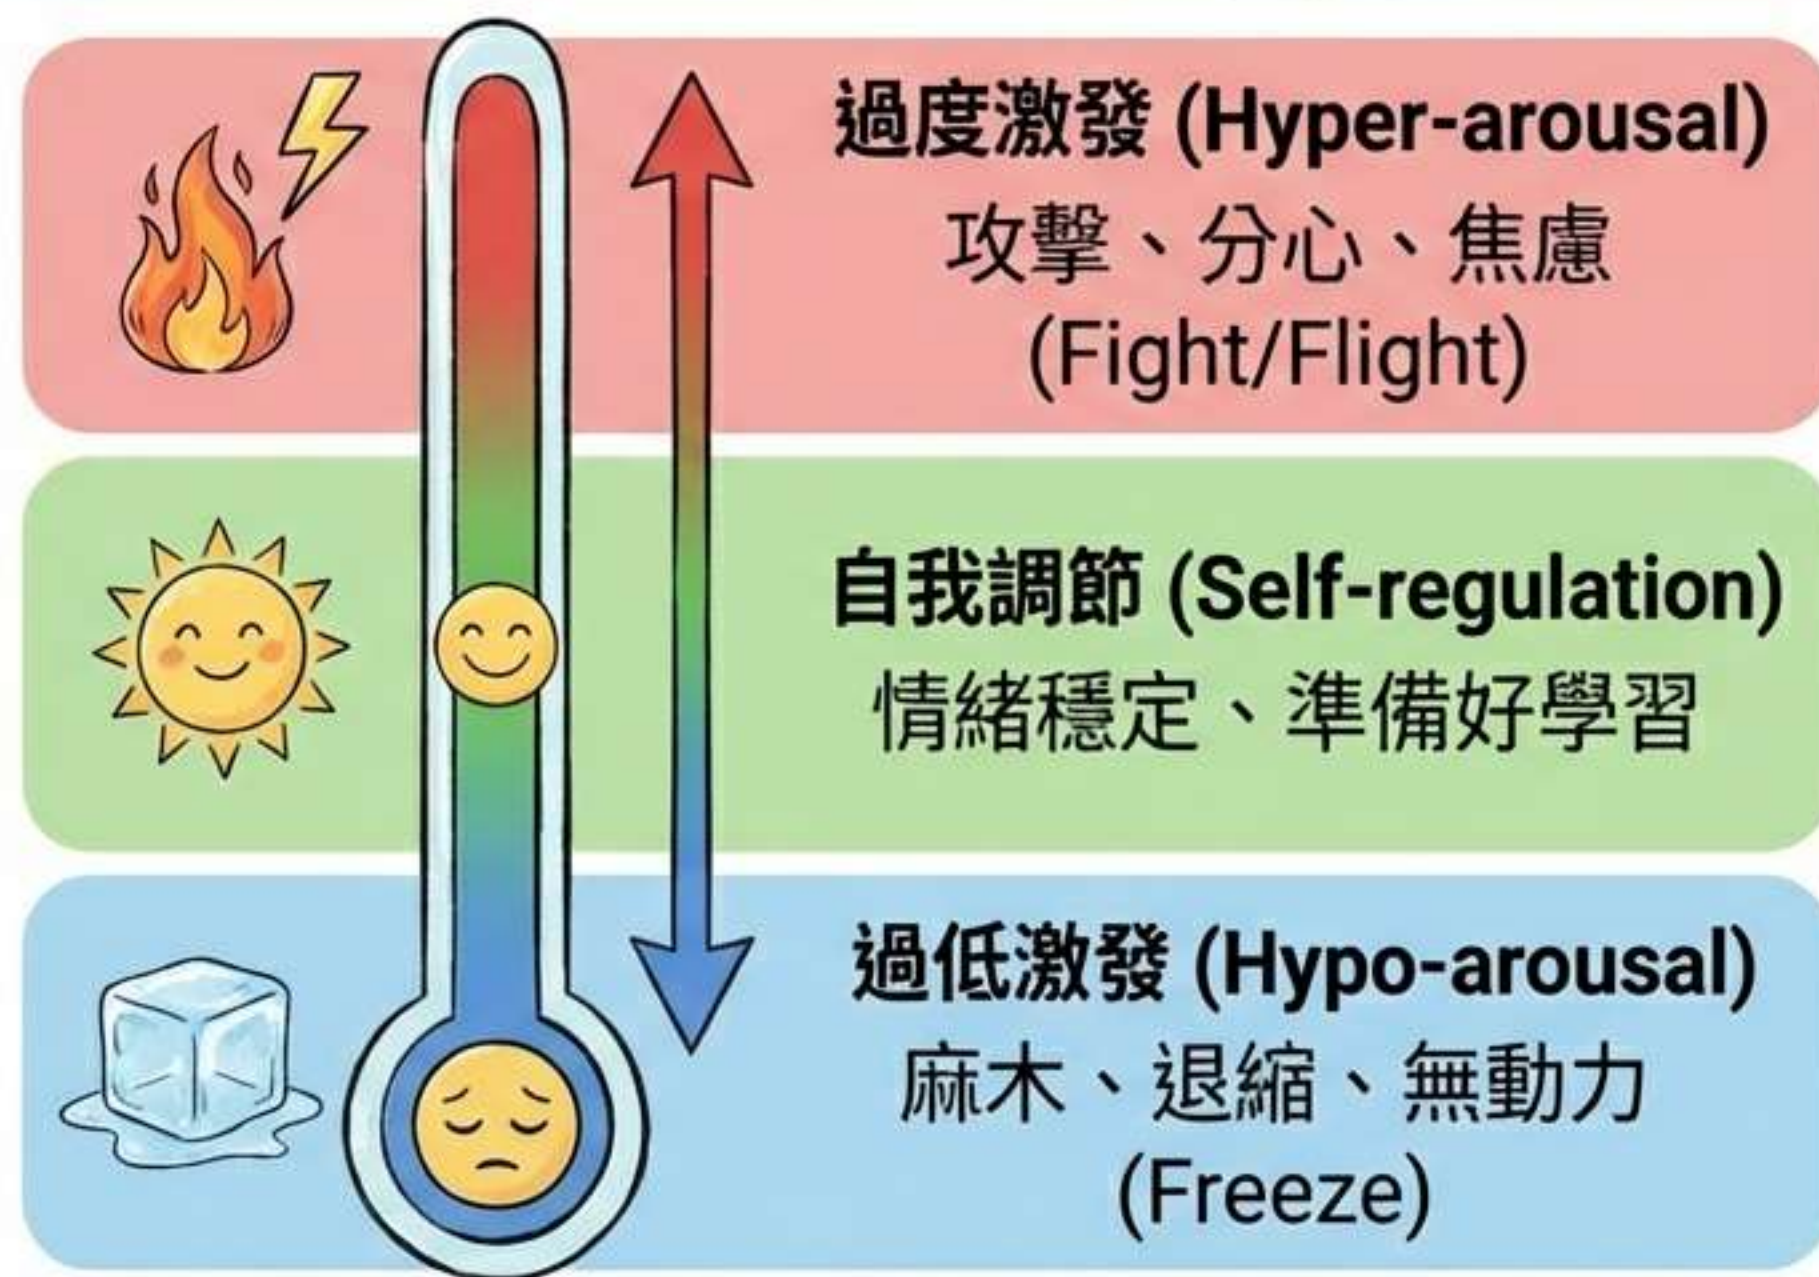 過度激發 (Hyper-arousal)
攻擊、分心、焦慮
(Fight/Flight)
自我調節 (Self-regulation)
情緒穩定、準備好學習
過低激發 (Hypo-arousal)
麻木、退縮、無動力
(Freeze)